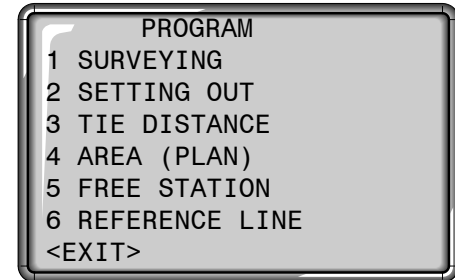 PROGRAM
1 SURVEYING
2 SETTING OUT
3 TIE DISTANCE
4 AREA (PLAN)
5 FREE STATION
6 REFERENCE LINE
<EXIT>